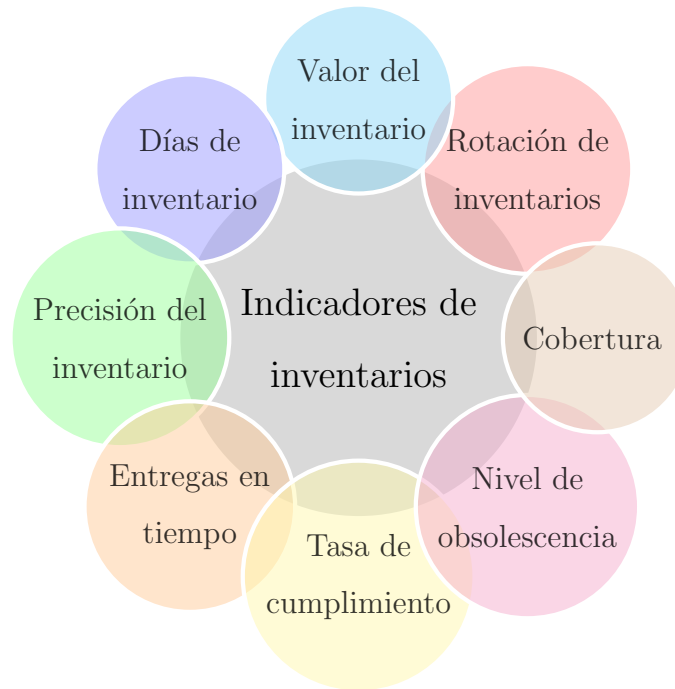 Valor del
inventario
Rotación de
inventarios
Cobertura
Nivel de
obsolescencia
Tasa de
cumplimiento
Entregas en
tiempo
Precisión del
inventario
Días de
inventario
Indicadores de
inventarios